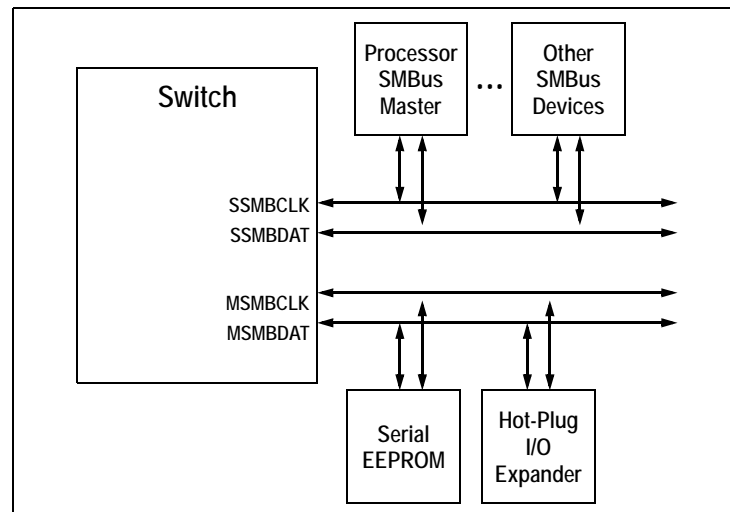 Processor
SMBus
Master
...
Other
SMBus
Devices
Switch
SSMBCLK
SSMBDAT
MSMBCLK
MSMBDAT
Serial
EEPROM
Hot-Plug
I/O
Expander